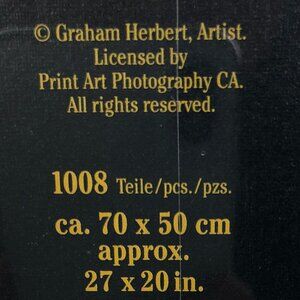 © Graham Herbert, Artist.
Licensed by
Print Art Photography CA.
All rights reserved.
1008 Teile/pcs./pzs.
ca. 70 x 50 cm
approx.
27 x 20 in.